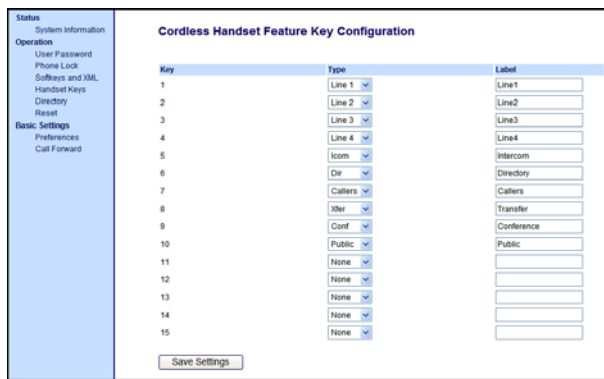 Status
System Information
Operation
User Password
Phone Lock
Softkeys and XML
Handset Keys
Directory
Reset
Basic Settings
Preferences
Call Forward
Cordless Handset Feature Key Configuration
Key Type Label
1 Line 1 Line1
2 Line 2 Line2
3 Line 3 Line3
4 Line 4 Line4
5 Icom Intercom
6 Dir Directory
7 Callers Callers
8 Xfer Transfer
9 Conf Conference
10 Public Public
11 None
12 None
13 None
14 None
15 None
Save Settings